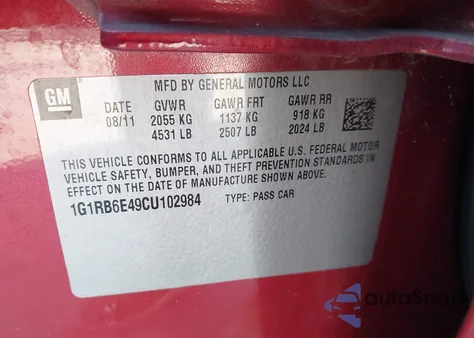 GM
MFD BY GENERAL MOTORS LLC
DATE GVWR GAWR FRT GAWR RR
08/11 2055 KG 1137 KG 918 KG
4531 LB 2507 LB 2024 LB
THIS VEHICLE CONFORMS TO ALL APPLICABLE U.S. FEDERAL MOTOR
VEHICLE SAFETY, BUMPER, AND THEFT PREVENTION STANDARDS IN
EFFECT ON THE DATE OF MANUFACTURE SHOWN ABOVE.
1G1RB6E49CU102984 TYPE: PASS CAR
autoSnap